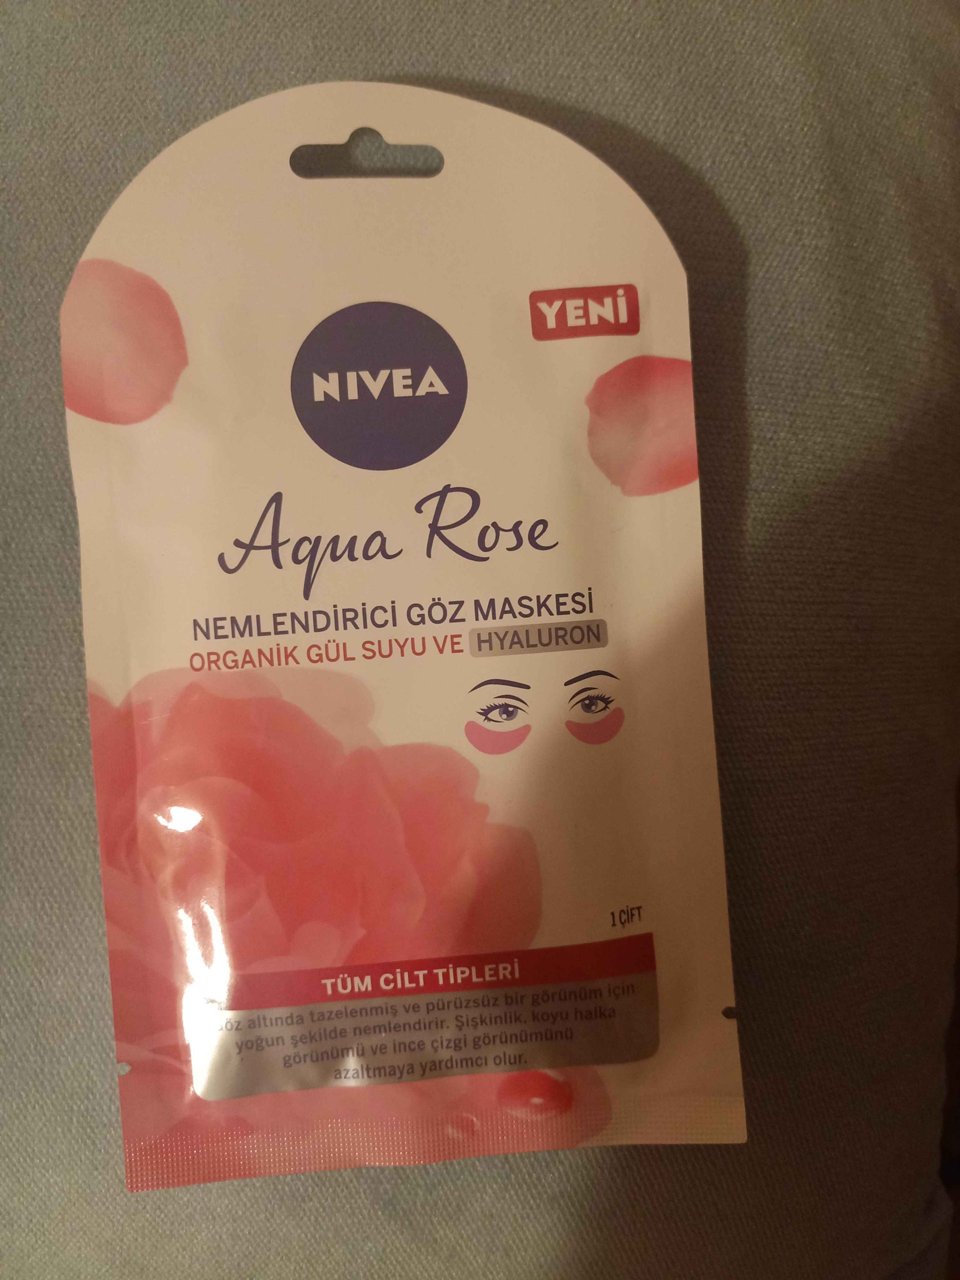 YENİ
NIVEA
Aqua Rose
NEMLENDİRİCİ GÖZ MASKESİ
ORGANİK GÜL SUYU VE HYALURON
1 ÇİFT
TÜM CİLT TİPLERİ
Göz altında tazelenmiş ve pürüzsüz bir görünüm için
yoğun şekilde nemlendirir. Şişkinlik, koyu halka
görünümü ve ince çizgi görünümünü
azaltmaya yardımcı olur.